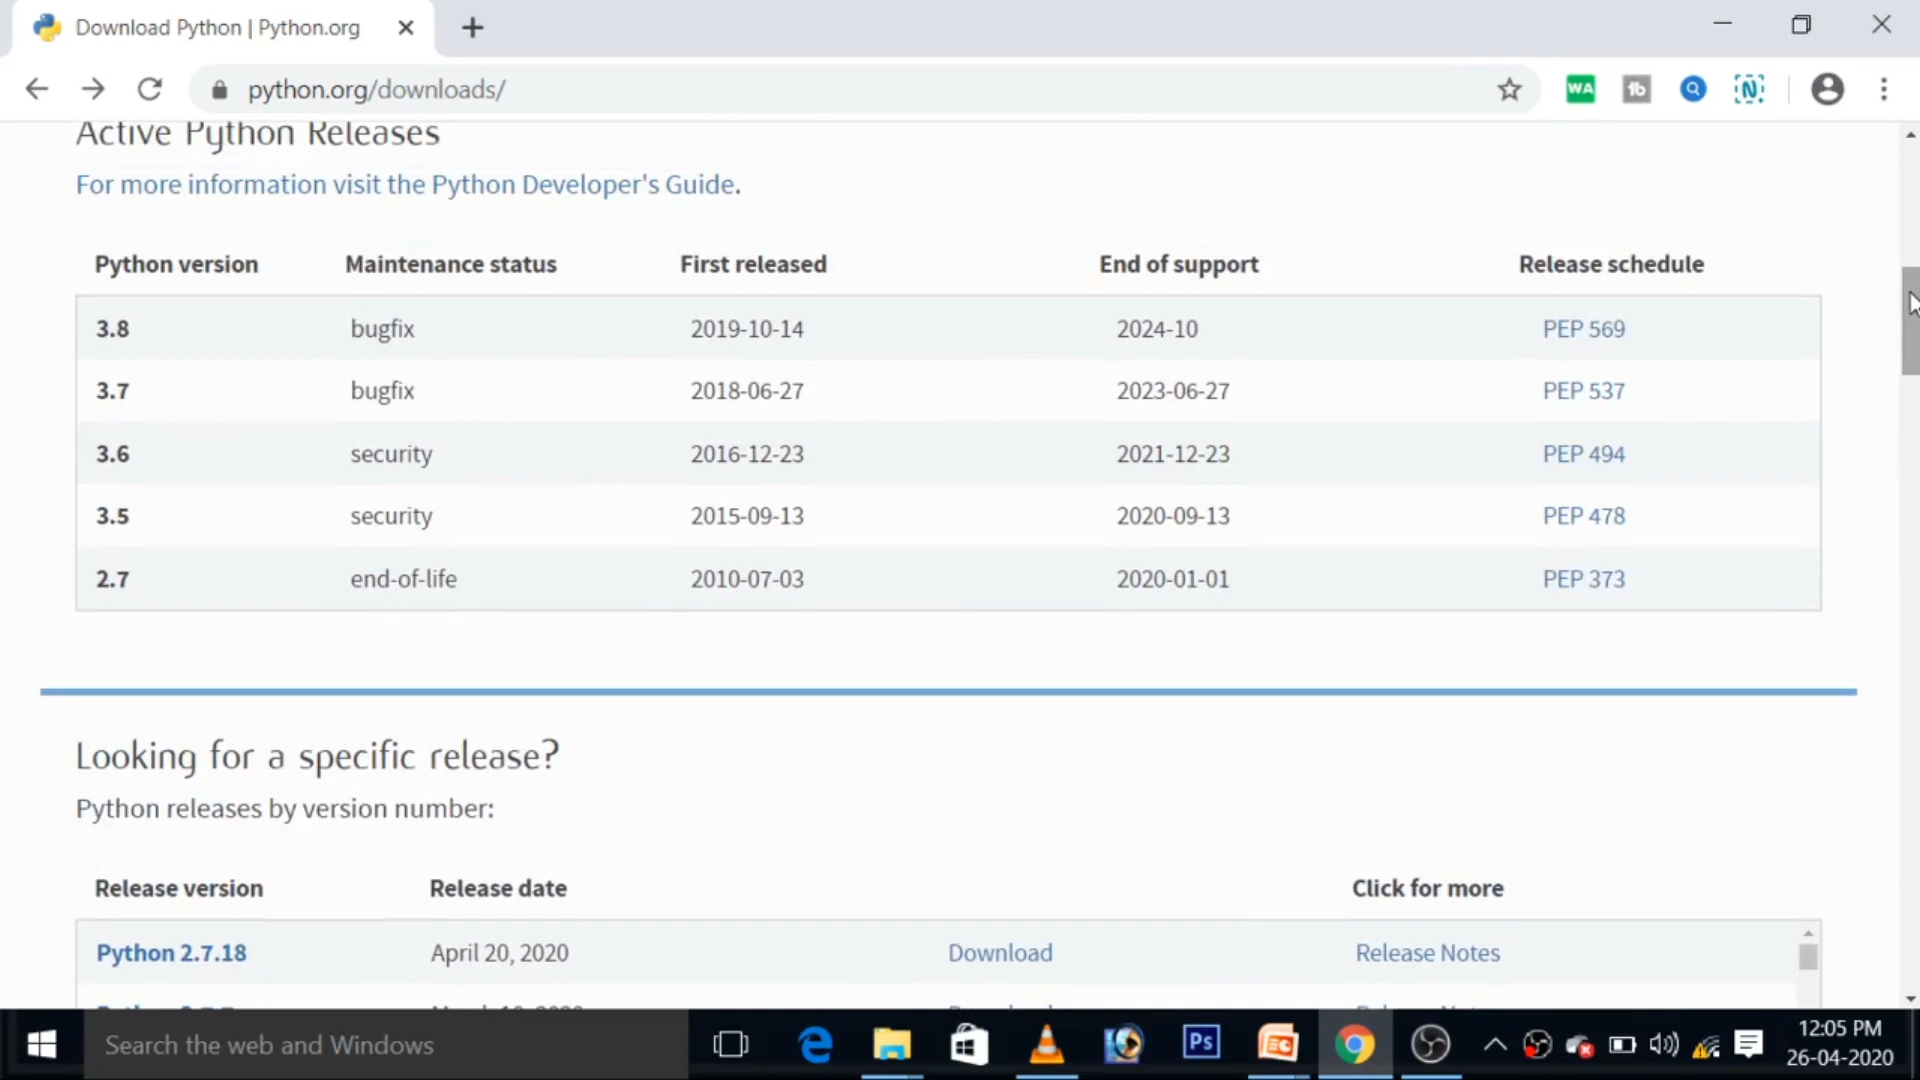 Download Python | Python.org
python.org/downloads/
WA
Active Python Releases
For more information visit the Python Developer's Guide.
Python version Maintenance status First released End of support Release schedule
3.8 bugfix 2019-10-14 2024-10 PEP 569
3.7 bugfix 2018-06-27 2023-06-27 PEP 537
3.6 security 2016-12-23 2021-12-23 PEP 494
3.5 security 2015-09-13 2020-09-13 PEP 478
2.7 end-of-life 2010-07-03 2020-01-01 PEP 373
Looking for a specific release?
Python releases by version number:
Release version Release date Click for more
Python 2.7.18 April 20, 2020 Download Release Notes
Search the web and Windows
Ps
12:05 PM
26-04-2020